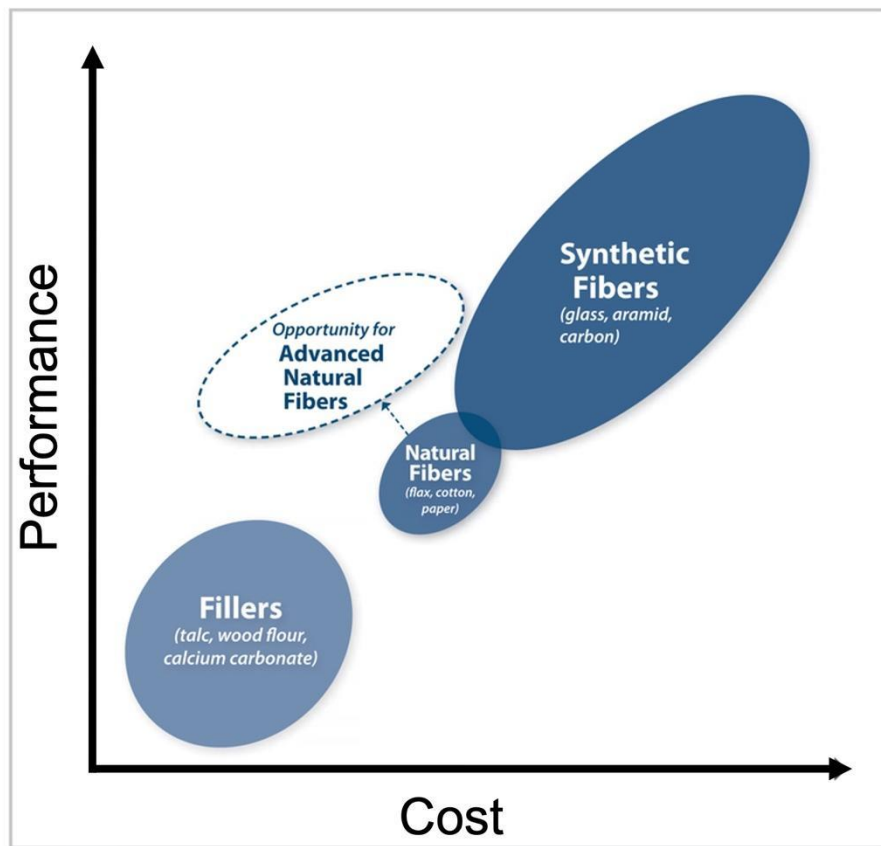 Performance
Synthetic
Fibers
(glass, aramid,
carbon)
Opportunity for
Advanced
Natural
Fibers
Natural
Fibers
(flax, cotton,
paper)
Fillers
(talc, wood flour,
calcium carbonate)
Cost